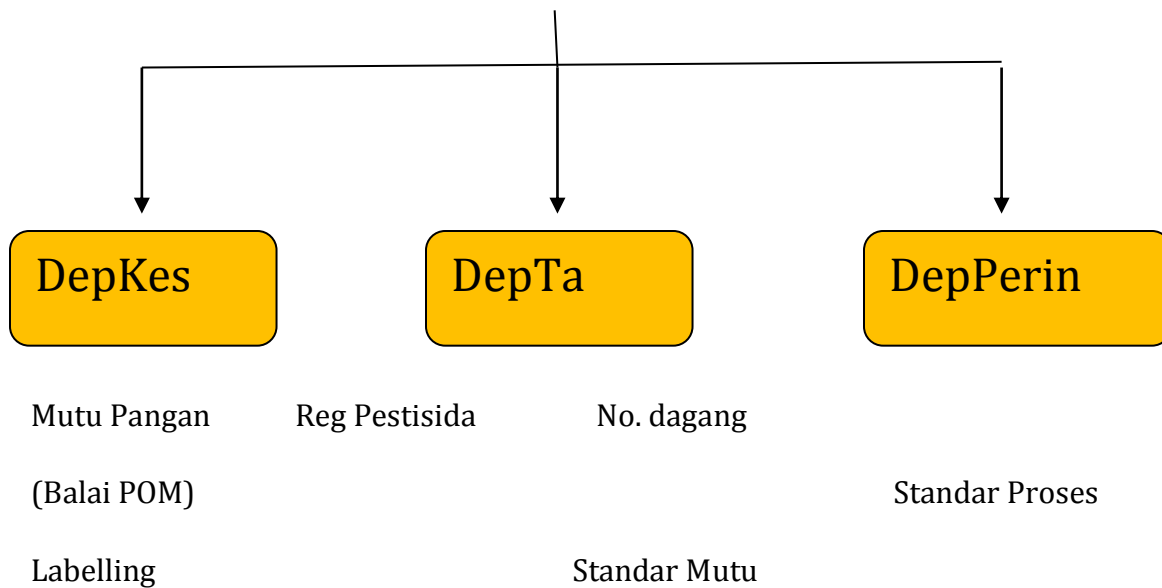 DepKes DepTa DepPerin
Mutu Pangan Reg Pestisida No. dagang
(Balai POM) Standar Proses
Labelling Standar Mutu